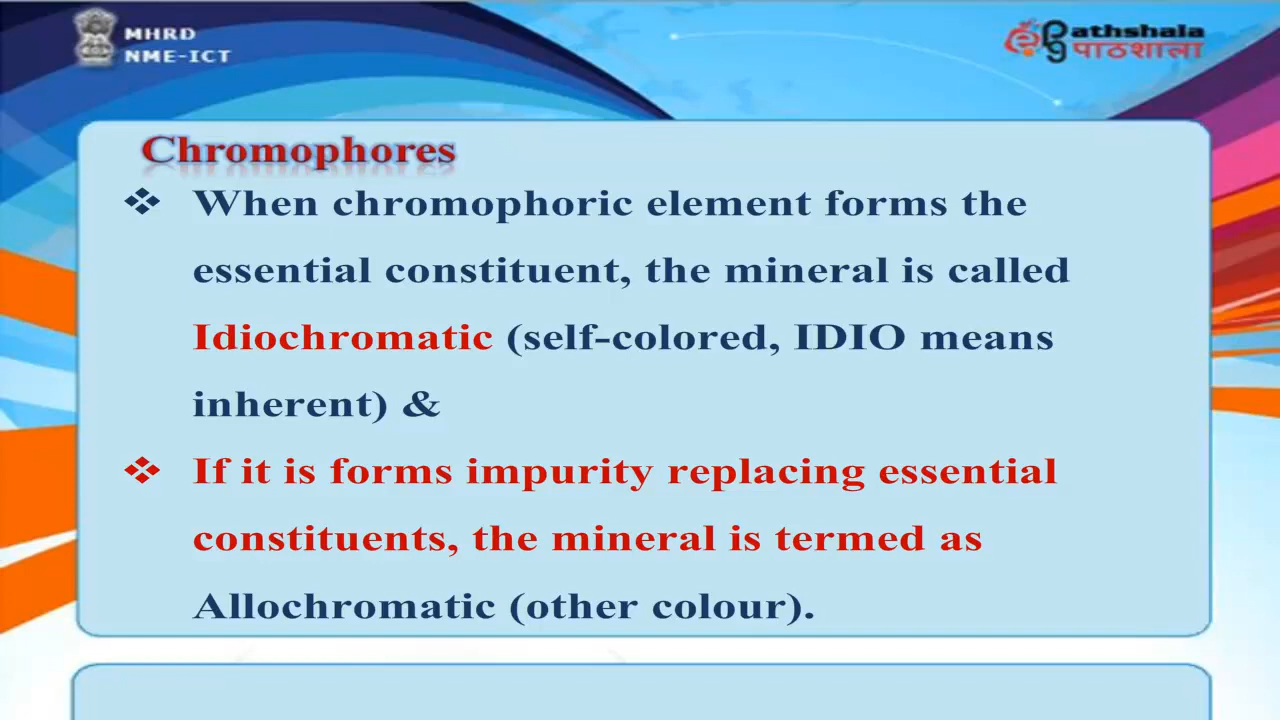 MHRD
NME-ICT
ePG athshala
पाठशाला
Chromophores
❖ When chromophoric element forms the
essential constituent, the mineral is called
Idiochromatic (self-colored, IDIO means
inherent) &
❖ If it is forms impurity replacing essential
constituents, the mineral is termed as
Allochromatic (other colour).